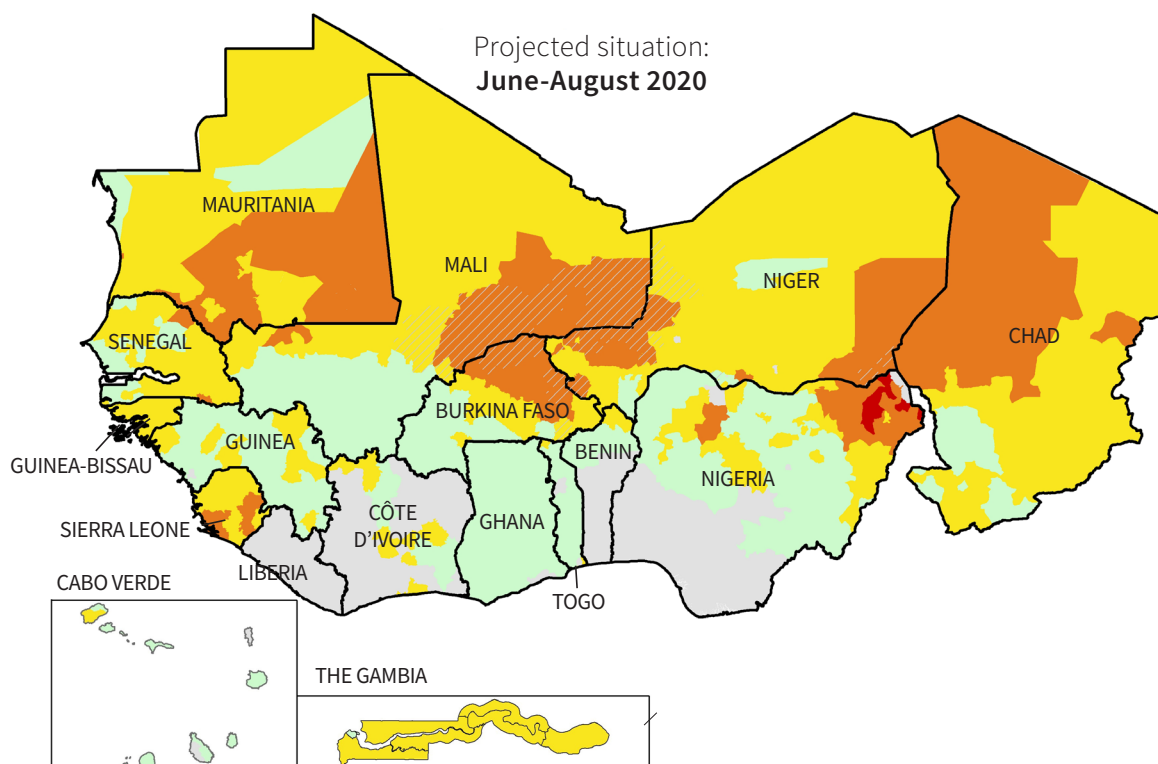 Projected situation:
June-August 2020
MAURITANIA
MALI
NIGER
CHAD
SENEGAL
BURKINA FASO
GUINEA
BENIN
GUINEA-BISSAU
NIGERIA
CÔTE
D'IVOIRE
GHANA
SIERRA LEONE
LIBERIA
TOGO
CABO VERDE
THE GAMBIA